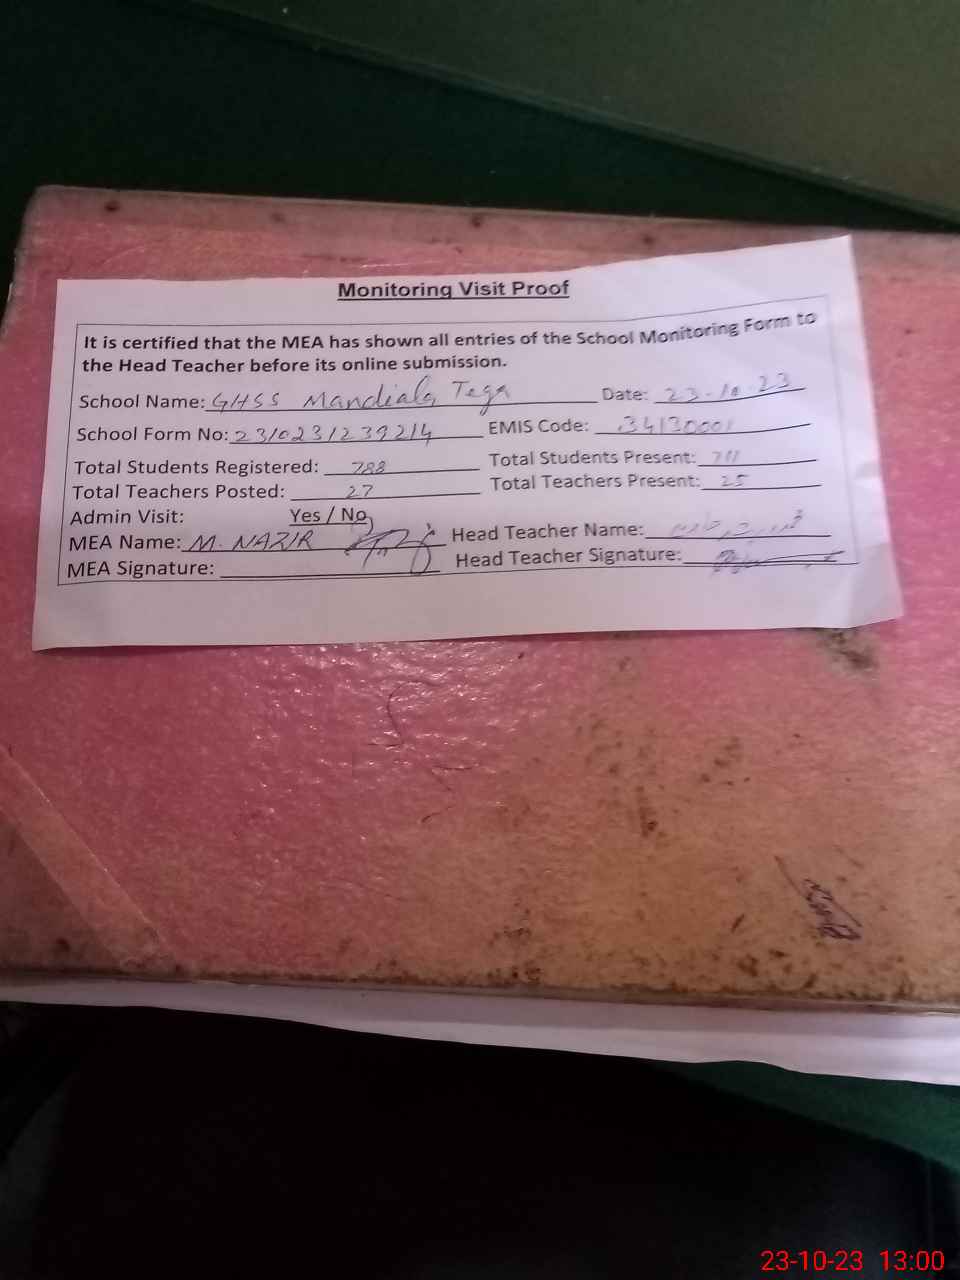 Monitoring Visit Proof
It is certified that the MEA has shown all entries of the School Monitoring Form to
the Head Teacher before its online submission.
School Name: GHSS Mandiala Tega Date: 23-10-23
School Form No: 2310231239214 EMIS Code: 34130001
Total Students Registered: 788 Total Students Present: 711
Total Teachers Posted: 27 Total Teachers Present: 25
Admin Visit: Yes / No
MEA Name: M. NAZIR Head Teacher Name:
MEA Signature: Head Teacher Signature:
23-10-23 13:00